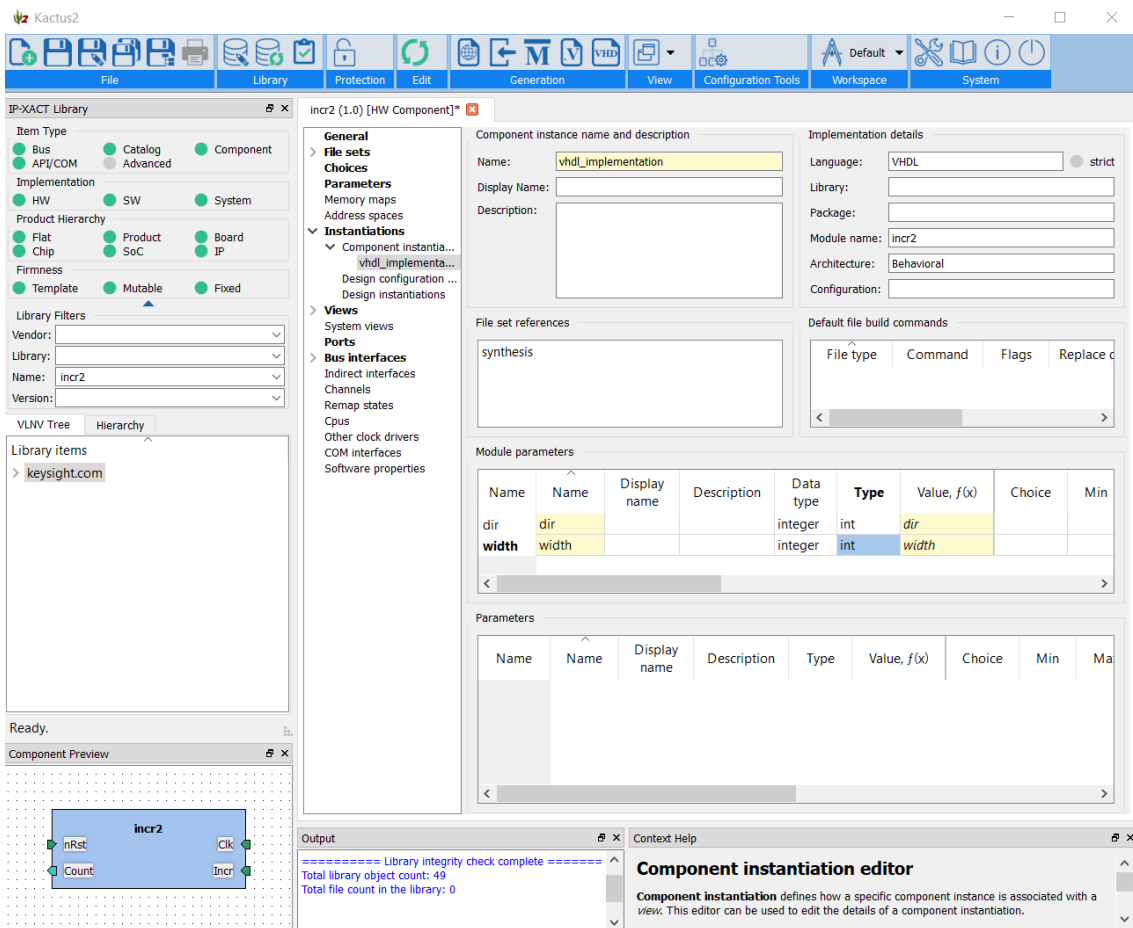 Kactus2
Default
File
Library
Protection
Edit
Generation
View
Configuration Tools
Workspace
System
M
V
VHD
IP-XACT Library
Item Type
Bus
Catalog
Component
API/COM
Advanced
Implementation
HW
SW
System
Product Hierarchy
Flat
Product
Board
Chip
SoC
IP
Firmness
Template
Mutable
Fixed
Library Filters
Vendor:
Library:
Name: incr2
Version:
VLNV Tree
Hierarchy
Library items
keysight.com
Ready.
Component Preview
incr2
nRst
Clk
Count
Incr
incr2 (1.0) [HW Component]*
General
File sets
Choices
Parameters
Memory maps
Address spaces
Instantiations
Component instantia...
vhdl_implementa...
Design configuration ...
Design instantiations
Views
System views
Ports
Bus interfaces
Indirect interfaces
Channels
Remap states
Cpus
Other clock drivers
COM interfaces
Software properties
Component instance name and description
Name: vhdl_implementation
Display Name:
Description:
Implementation details
Language: VHDL strict
Library:
Package:
Module name: incr2
Architecture: Behavioral
Configuration:
File set references
synthesis
Default file build commands
File type Command Flags Replace d
Module parameters
Name Name Display name Description Data type Type Value, f(x) Choice Min
dir dir integer int dir
width width integer int width
Parameters
Name Name Display name Description Type Value, f(x) Choice Min Ma
Output
========== Library integrity check complete =======
Total library object count: 49
Total file count in the library: 0
Context Help
Component instantiation editor
Component instantiation defines how a specific component instance is associated with a
view. This editor can be used to edit the details of a component instantiation.